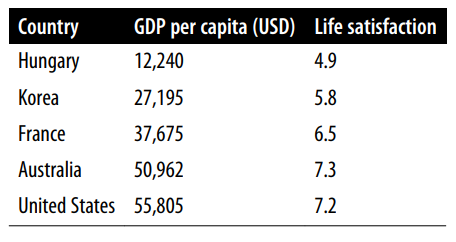 Country GDP per capita (USD) Life satisfaction
Hungary 12,240 4.9
Korea 27,195 5.8
France 37,675 6.5
Australia 50,962 7.3
United States 55,805 7.2